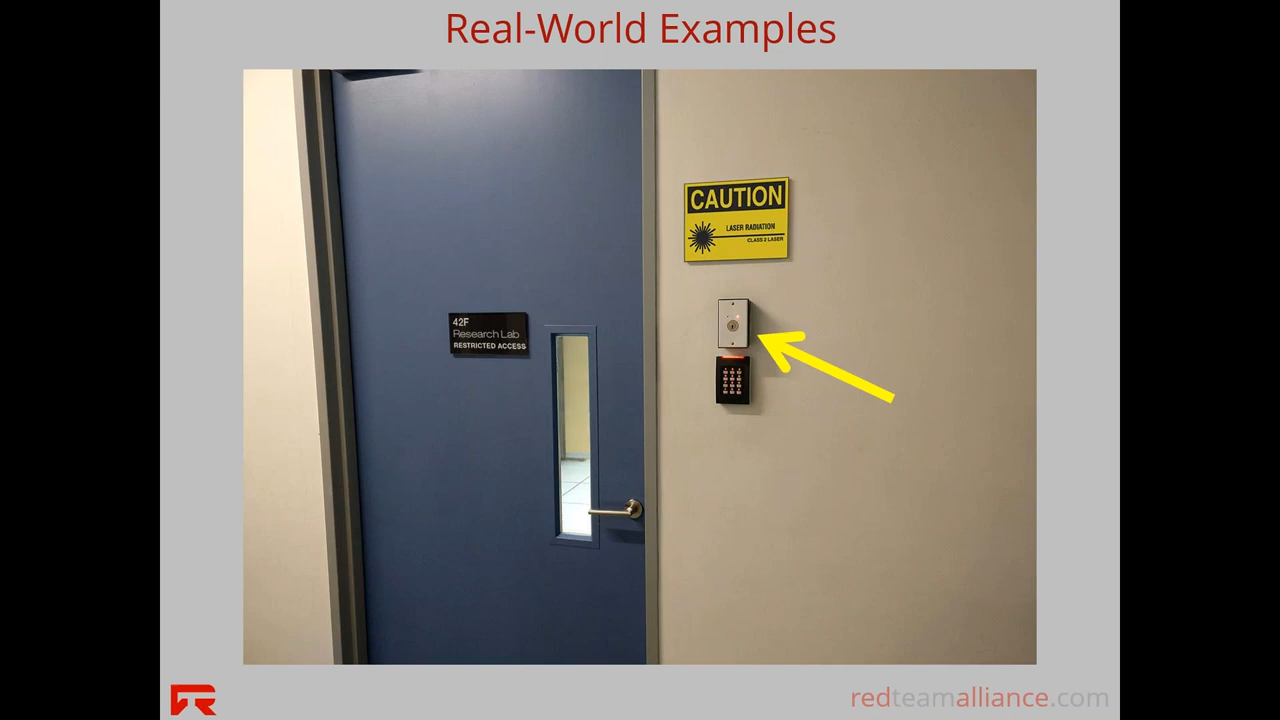 Real-World Examples
CAUTION
LASER RADIATION
CLASS 2 LASER
42F
Research Lab
RESTRICTED ACCESS
redteamalliance.com